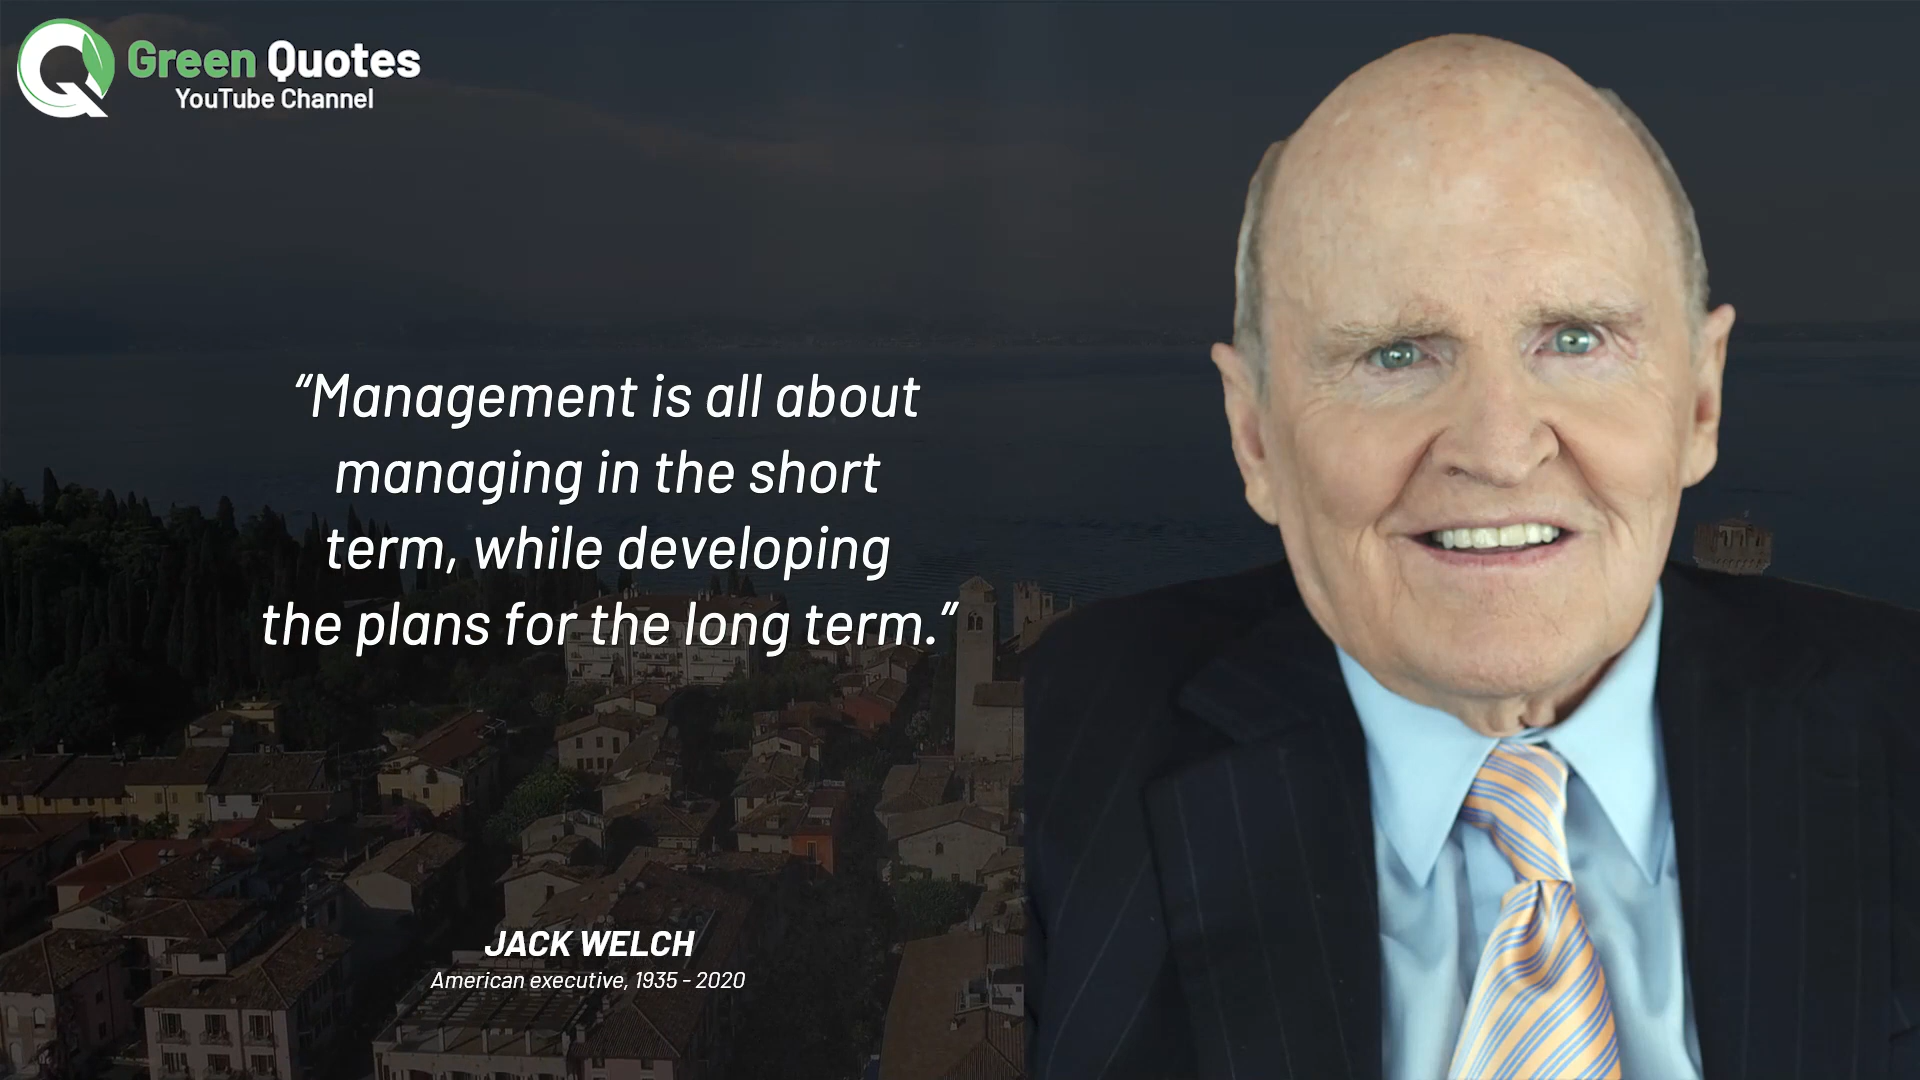 Green Quotes
YouTube Channel
“Management is all about
managing in the short
term, while developing
the plans for the long term.”
JACK WELCH
American executive, 1935 - 2020